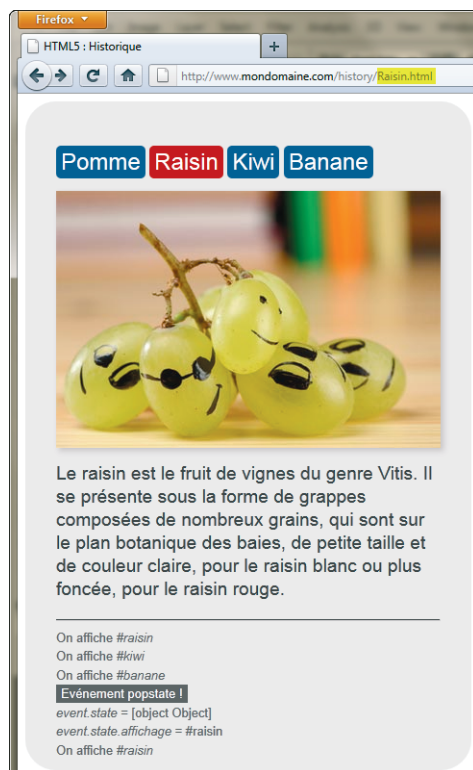 Firefox
HTML5 : Historique
http://www.mondomaine.com/history/Raisin.html
Pomme Raisin Kiwi Banane
Le raisin est le fruit de vignes du genre Vitis. Il
se présente sous la forme de grappes
composées de nombreux grains, qui sont sur
le plan botanique des baies, de petite taille et
de couleur claire, pour le raisin blanc ou plus
foncée, pour le raisin rouge.
On affiche #raisin
On affiche #kiwi
On affiche #banane
Evénement popstate !
event.state = [object Object]
event.state.affichage = #raisin
On affiche #raisin